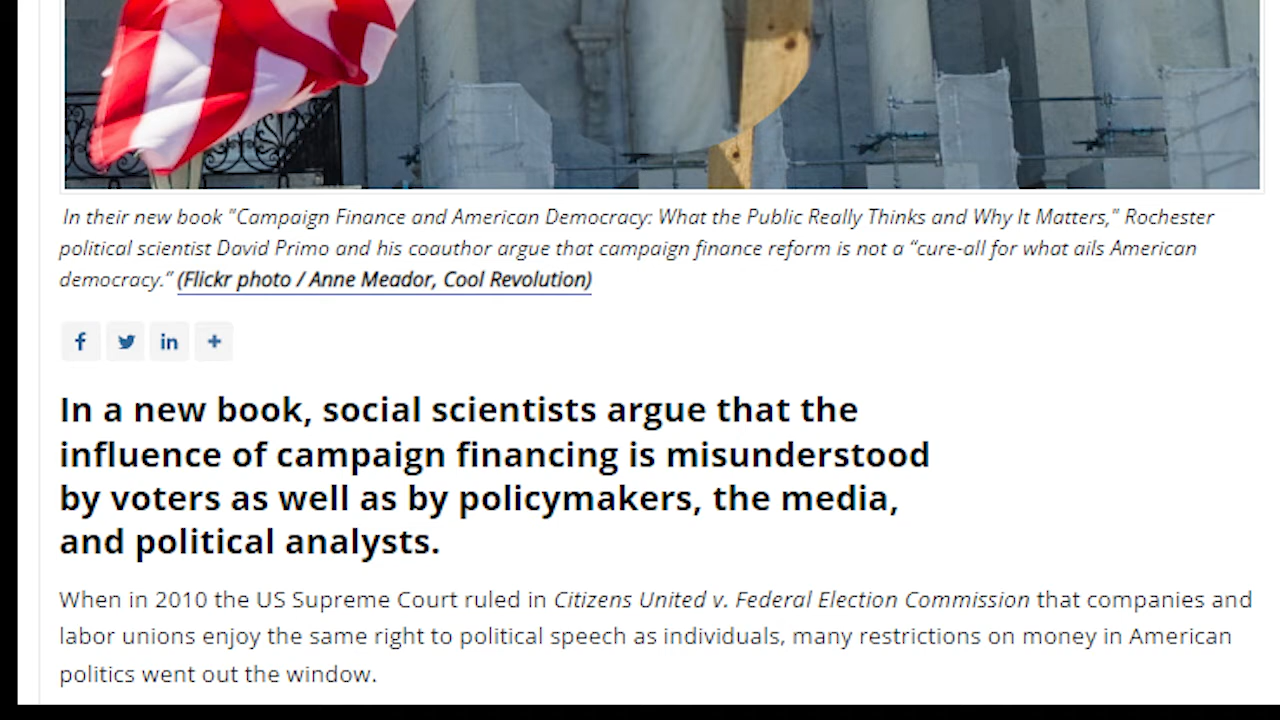 In their new book "Campaign Finance and American Democracy: What the Public Really Thinks and Why It Matters," Rochester
political scientist David Primo and his coauthor argue that campaign finance reform is not a “cure-all for what ails American
democracy.” (Flickr photo / Anne Meador, Cool Revolution)
In a new book, social scientists argue that the
influence of campaign financing is misunderstood
by voters as well as by policymakers, the media,
and political analysts.
When in 2010 the US Supreme Court ruled in Citizens United v. Federal Election Commission that companies and
labor unions enjoy the same right to political speech as individuals, many restrictions on money in American
politics went out the window.